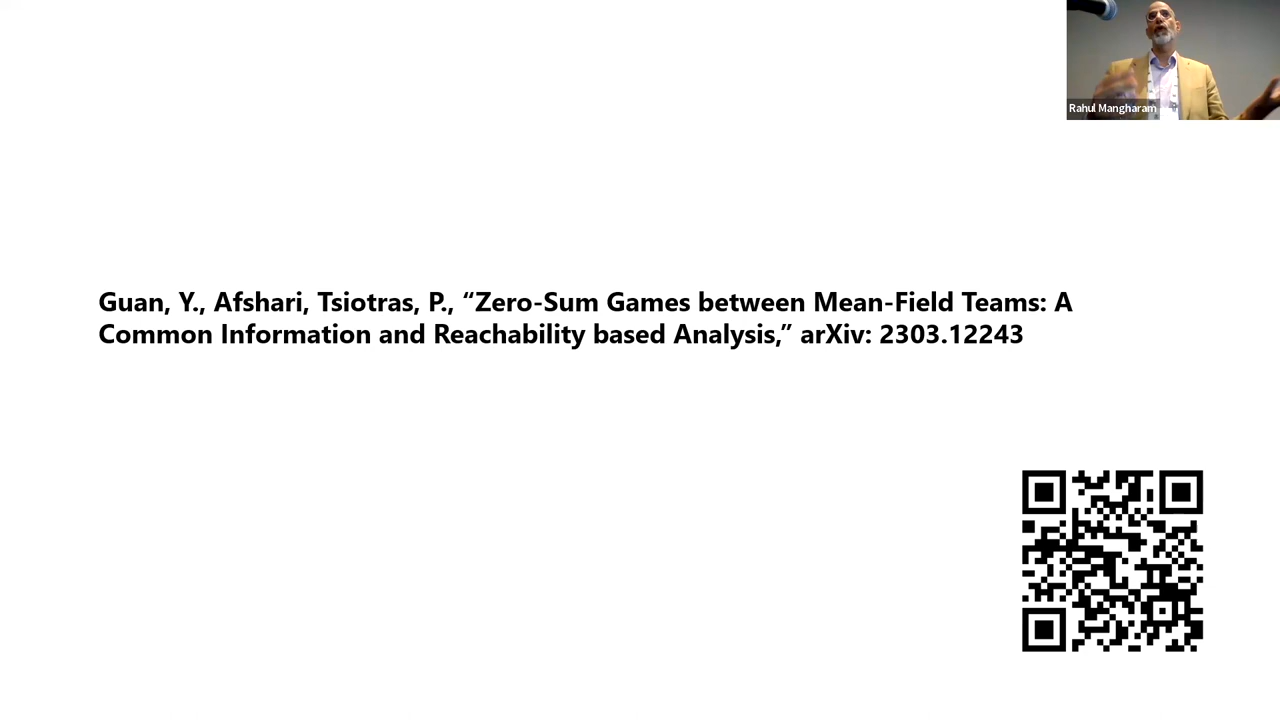 Rahul Mangharam
Guan, Y., Afshari, Tsiotras, P., “Zero-Sum Games between Mean-Field Teams: A
Common Information and Reachability based Analysis,” arXiv: 2303.12243